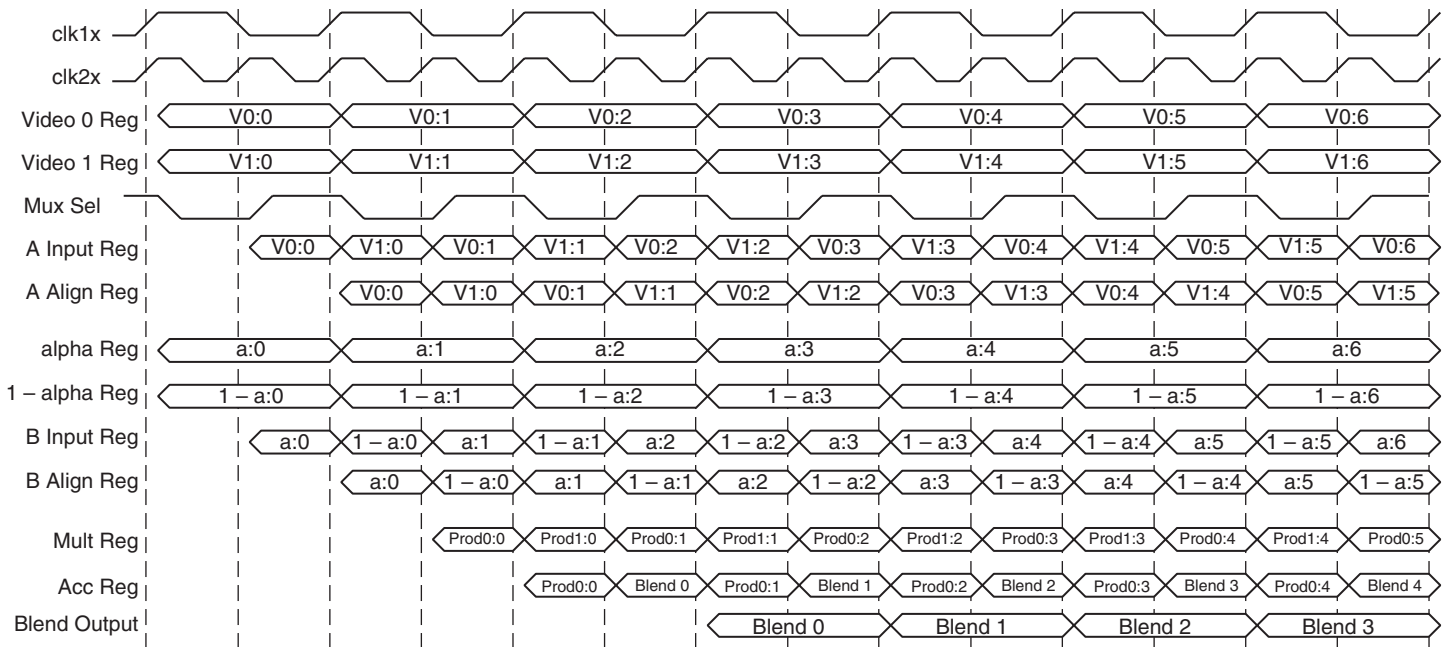 clk1x
clk2x
Video 0 Reg V0:0 V0:1 V0:2 V0:3 V0:4 V0:5 V0:6
Video 1 Reg V1:0 V1:1 V1:2 V1:3 V1:4 V1:5 V1:6
Mux Sel
A Input Reg V0:0 V1:0 V0:1 V1:1 V0:2 V1:2 V0:3 V1:3 V0:4 V1:4 V0:5 V1:5 V0:6
A Align Reg V0:0 V1:0 V0:1 V1:1 V0:2 V1:2 V0:3 V1:3 V0:4 V1:4 V0:5 V1:5
alpha Reg a:0 a:1 a:2 a:3 a:4 a:5 a:6
1 – alpha Reg 1 – a:0 1 – a:1 1 – a:2 1 – a:3 1 – a:4 1 – a:5 1 – a:6
B Input Reg a:0 1 – a:0 a:1 1 – a:1 a:2 1 – a:2 a:3 1 – a:3 a:4 1 – a:4 a:5 1 – a:5 a:6
B Align Reg a:0 1 – a:0 a:1 1 – a:1 a:2 1 – a:2 a:3 1 – a:3 a:4 1 – a:4 a:5 1 – a:5
Mult Reg Prod0:0 Prod1:0 Prod0:1 Prod1:1 Prod0:2 Prod1:2 Prod0:3 Prod1:3 Prod0:4 Prod1:4 Prod0:5
Acc Reg Prod0:0 Blend 0 Prod0:1 Blend 1 Prod0:2 Blend 2 Prod0:3 Blend 3 Prod0:4 Blend 4
Blend Output Blend 0 Blend 1 Blend 2 Blend 3